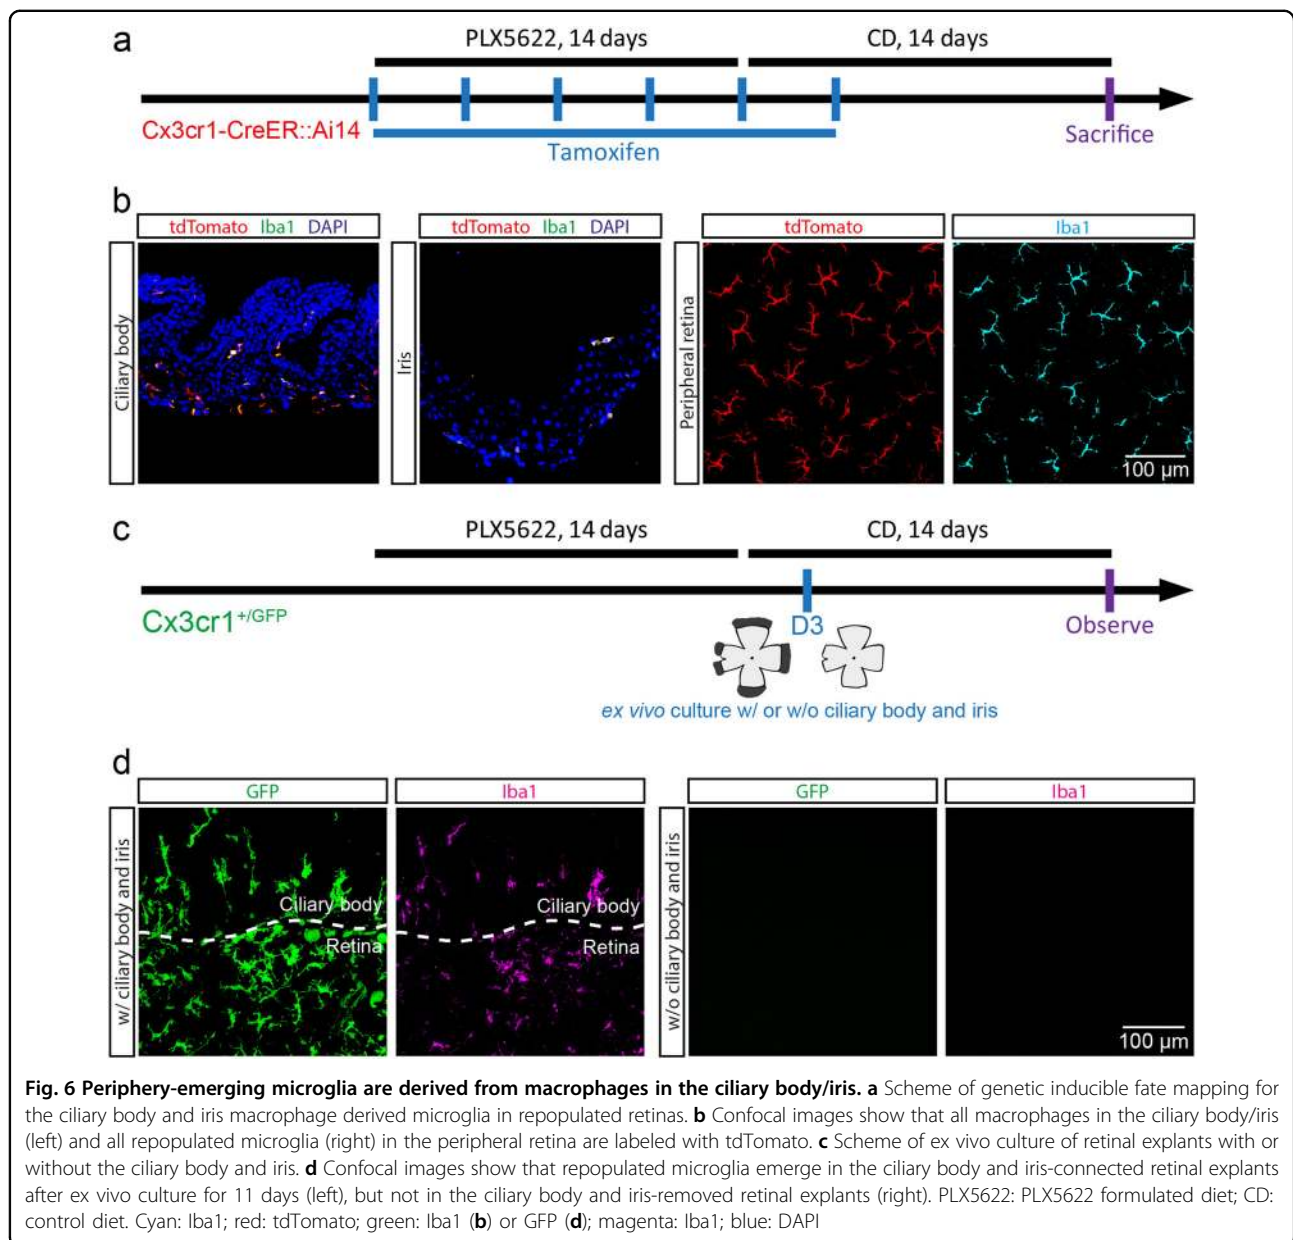 a
PLX5622, 14 days
CD, 14 days
Cx3cr1-CreER::Ai14
Tamoxifen
Sacrifice
b
tdTomato Iba1 DAPI
tdTomato Iba1 DAPI
tdTomato
Iba1
Ciliary body
Iris
Peripheral retina
100 µm
c
PLX5622, 14 days
CD, 14 days
Cx3cr1+/GFP
D3
Observe
ex vivo culture w/ or w/o ciliary body and iris
d
GFP
Iba1
GFP
Iba1
w/ ciliary body and iris
Ciliary body
Retina
Ciliary body
Retina
w/o ciliary body and iris
100 µm
Fig. 6 Periphery-emerging microglia are derived from macrophages in the ciliary body/iris. a Scheme of genetic inducible fate mapping for
the ciliary body and iris macrophage derived microglia in repopulated retinas. b Confocal images show that all macrophages in the ciliary body/iris
(left) and all repopulated microglia (right) in the peripheral retina are labeled with tdTomato. c Scheme of ex vivo culture of retinal explants with or
without the ciliary body and iris. d Confocal images show that repopulated microglia emerge in the ciliary body and iris-connected retinal explants
after ex vivo culture for 11 days (left), but not in the ciliary body and iris-removed retinal explants (right). PLX5622: PLX5622 formulated diet; CD:
control diet. Cyan: Iba1; red: tdTomato; green: Iba1 (b) or GFP (d); magenta: Iba1; blue: DAPI